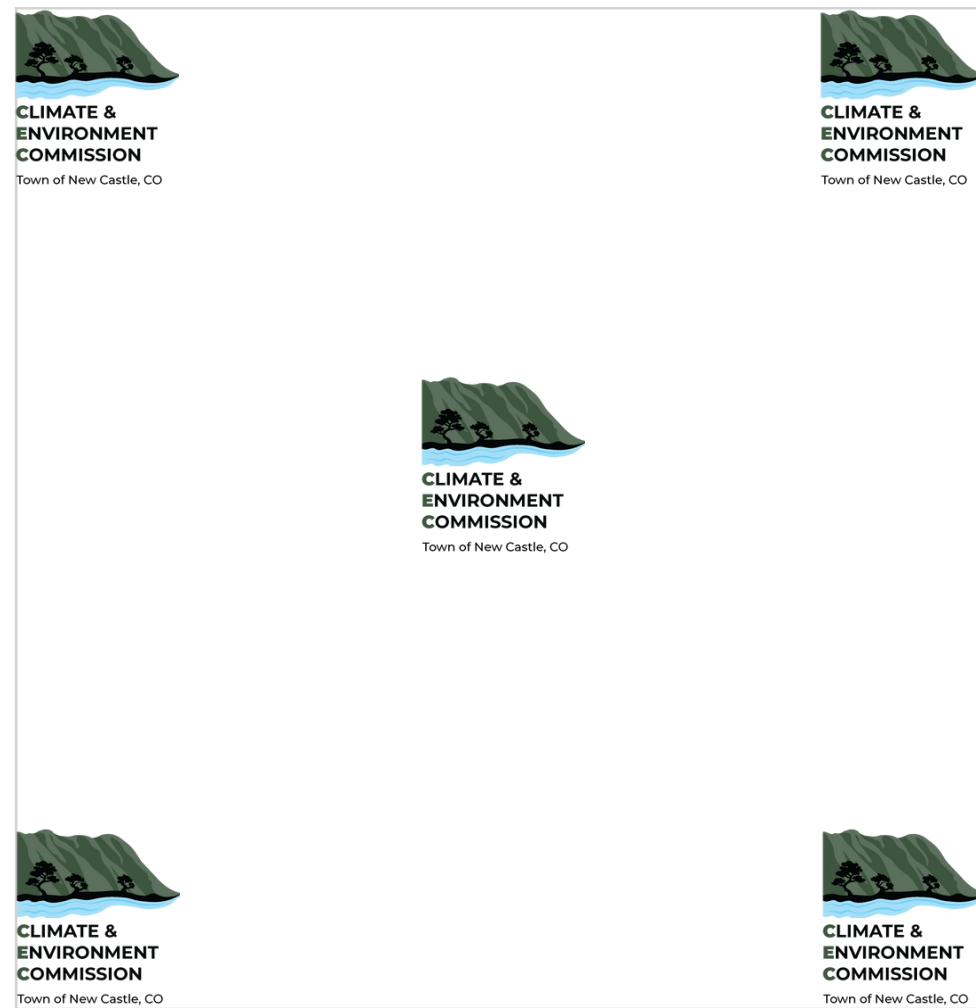 CLIMATE &
ENVIRONMENT
COMMISSION
Town of New Castle, CO
CLIMATE &
ENVIRONMENT
COMMISSION
Town of New Castle, CO
CLIMATE &
ENVIRONMENT
COMMISSION
Town of New Castle, CO
CLIMATE &
ENVIRONMENT
COMMISSION
Town of New Castle, CO
CLIMATE &
ENVIRONMENT
COMMISSION
Town of New Castle, CO